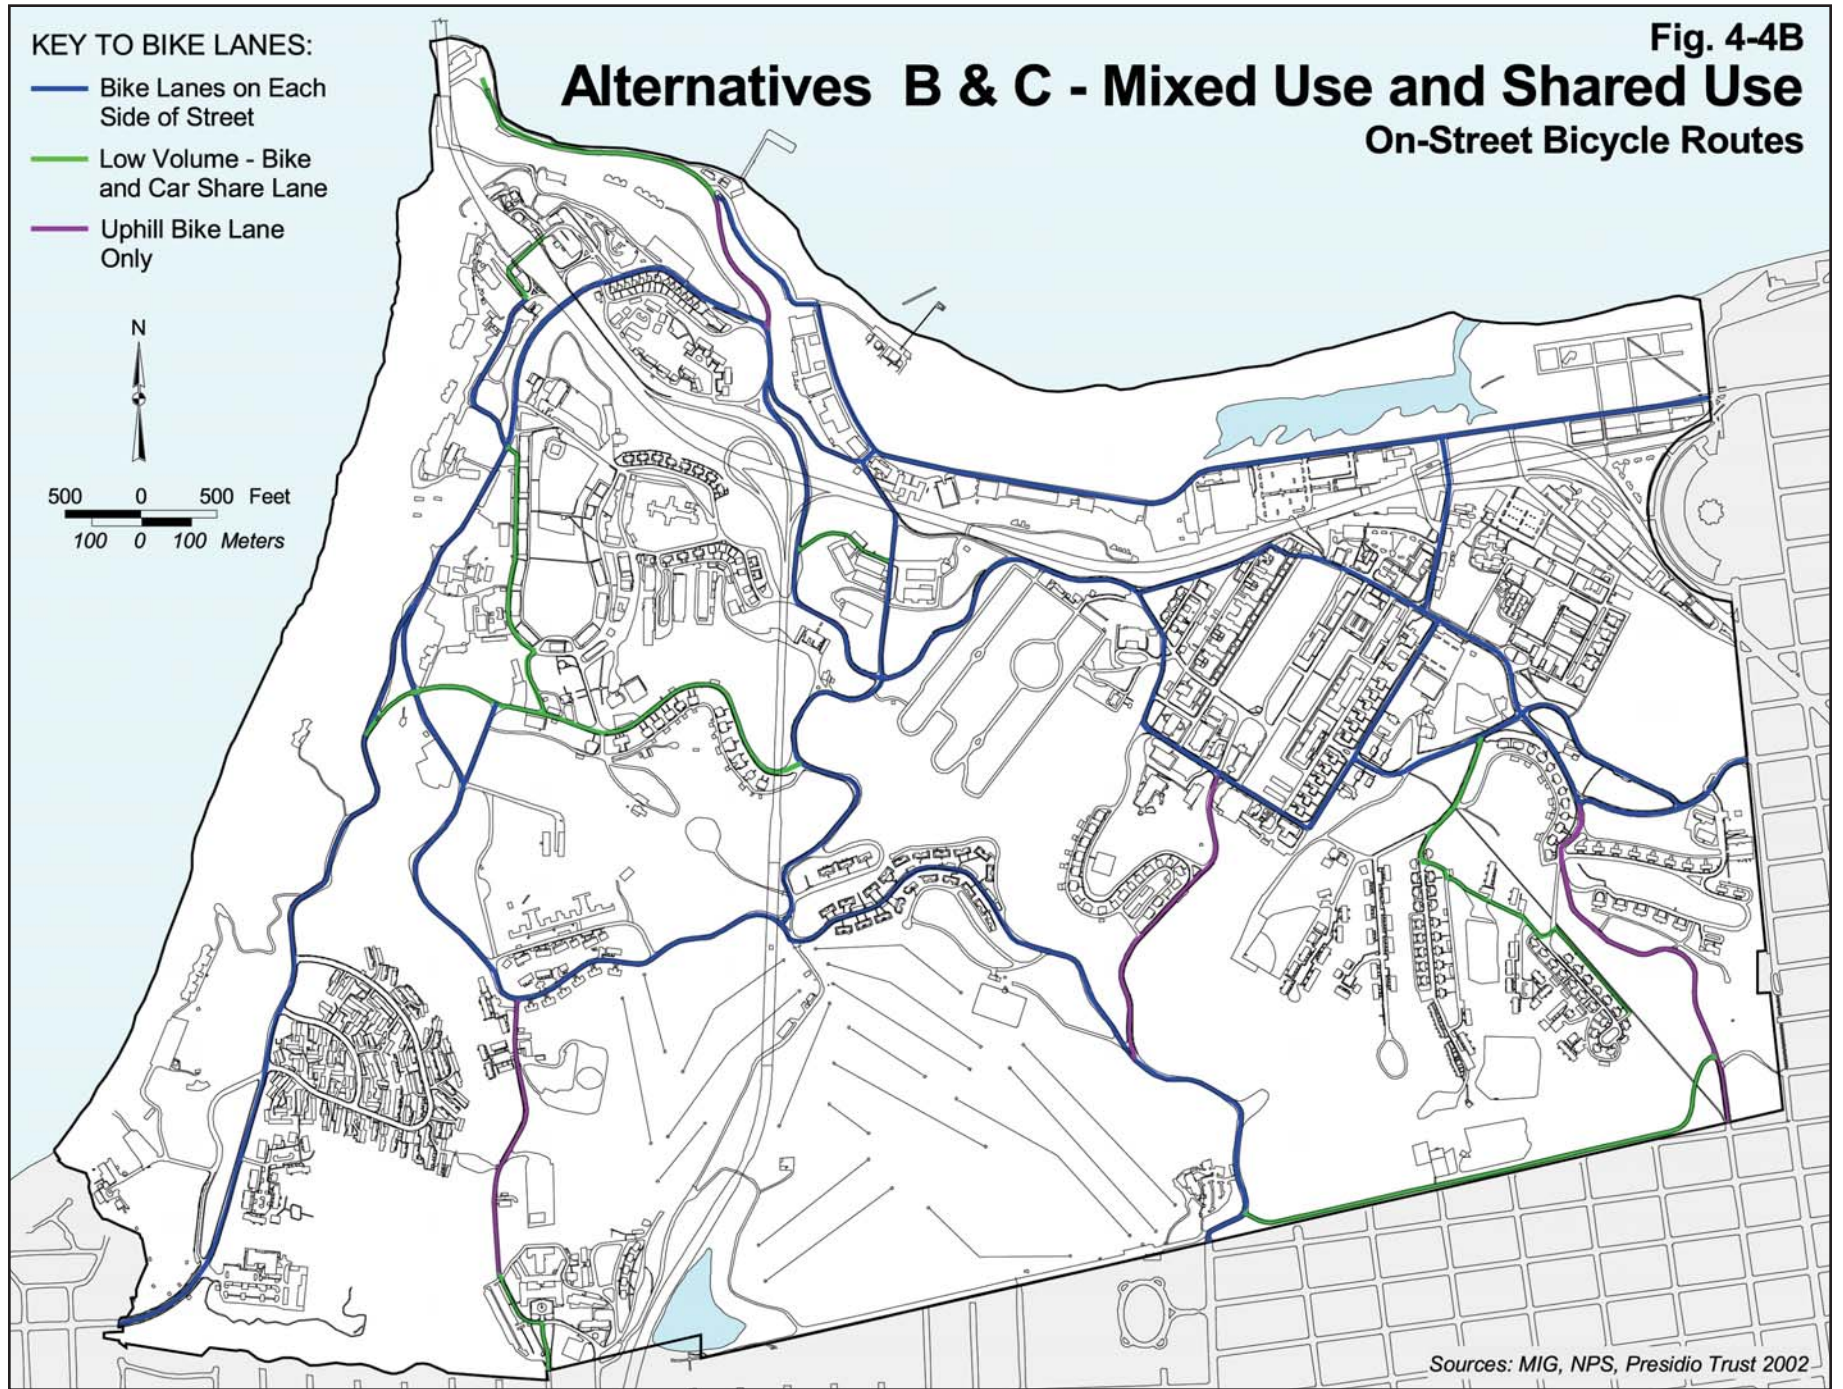 KEY TO BIKE LANES:
Bike Lanes on Each
Side of Street
Low Volume - Bike
and Car Share Lane
Uphill Bike Lane
Only
Fig. 4-4B
Alternatives B & C - Mixed Use and Shared Use
On-Street Bicycle Routes
N
500 0 500 Feet
100 0 100 Meters
Sources: MIG, NPS, Presidio Trust 2002